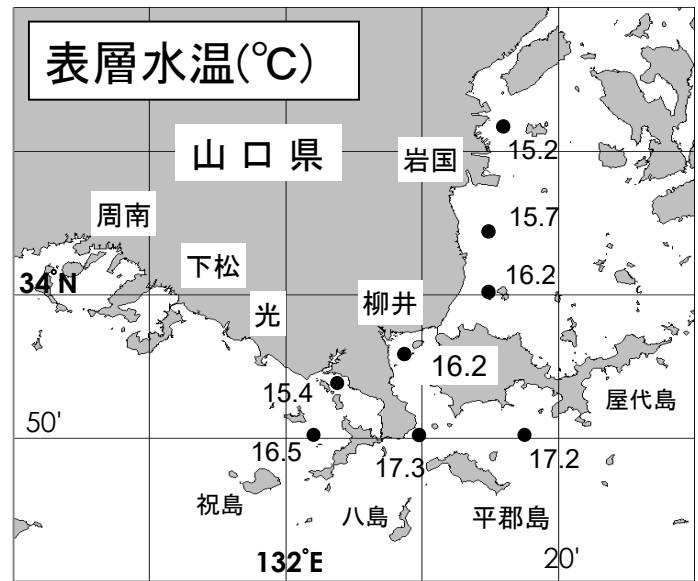 表層水温(℃)
山口県
岩国
15.2
周南
15.7
下松
34°N
16.2
光
柳井
16.2
15.4
屋代島
50'
16.5
17.3
17.2
祝島
八島
平郡島
132°E
20'